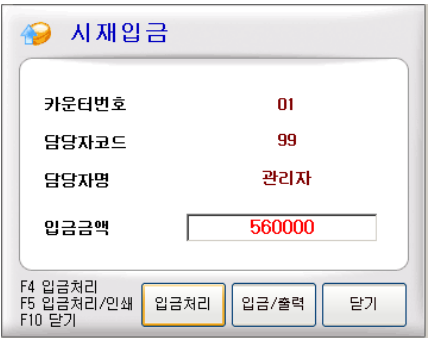 시재입금
카운터번호 01
담당자코드 99
담당자명 관리자
입금금액 560000
F4 입금처리
F5 입금처리/인쇄
F10 닫기
입금처리 입금/출력 닫기